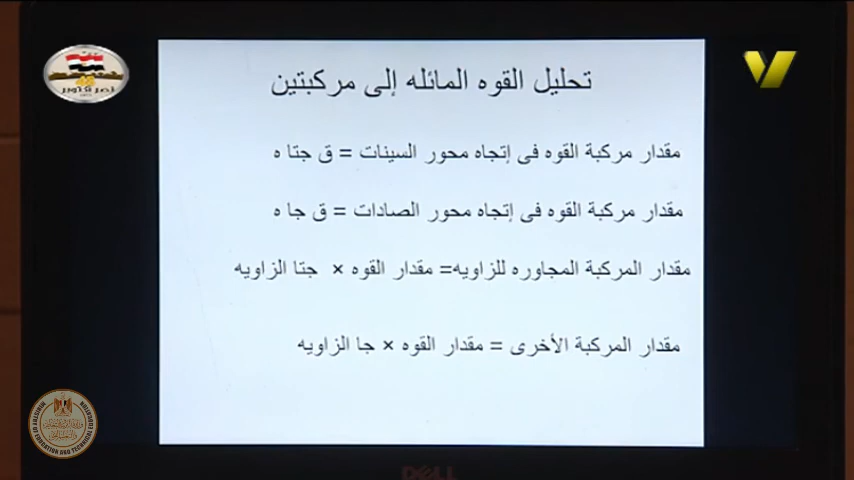 تحليل القوه المائله إلى مركبتين
مقدار مركبة القوه فى إتجاه محور السينات = ق جتا ه
مقدار مركبة القوه فى إتجاه محور الصادات = ق جا ه
مقدار المركبة المجاوره للزاويه= مقدار القوه × جتا الزاويه
مقدار المركبة الأخرى = مقدار القوه × جا الزاويه
DELL